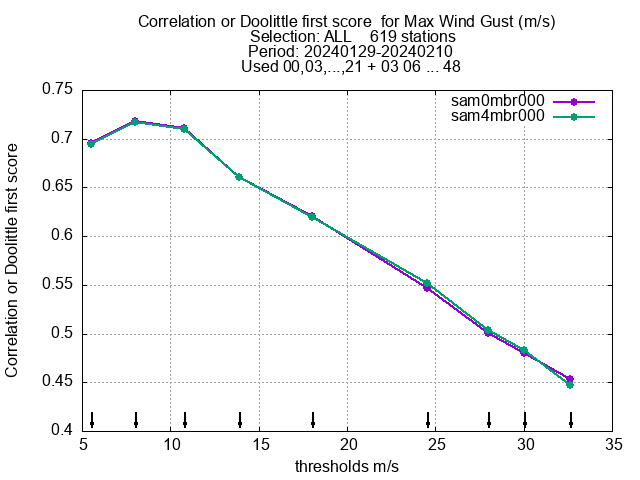 Correlation or Doolittle first score  for Max Wind Gust (m/s)
Selection: ALL    619 stations
Period: 20240129-20240210
Used 00,03,...,21 + 03 06 ... 48
sam0mbr000
sam4mbr000
0.75
0.7
0.65
0.6
0.55
0.5
0.45
0.4
Correlation or Doolittle first score
5 10 15 20 25 30 35
thresholds m/s